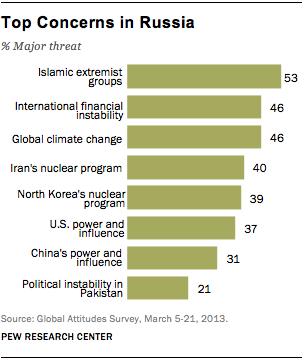 Top Concerns in Russia
% Major threat
Islamic extremist
groups
53
International financial
instability
46
Global climate change
46
Iran's nuclear program
40
North Korea's nuclear
program
39
U.S. power and
influence
37
China's power and
influence
31
Political instability in
Pakistan
21
Source: Global Attitudes Survey, March 5-21, 2013.
PEW RESEARCH CENTER